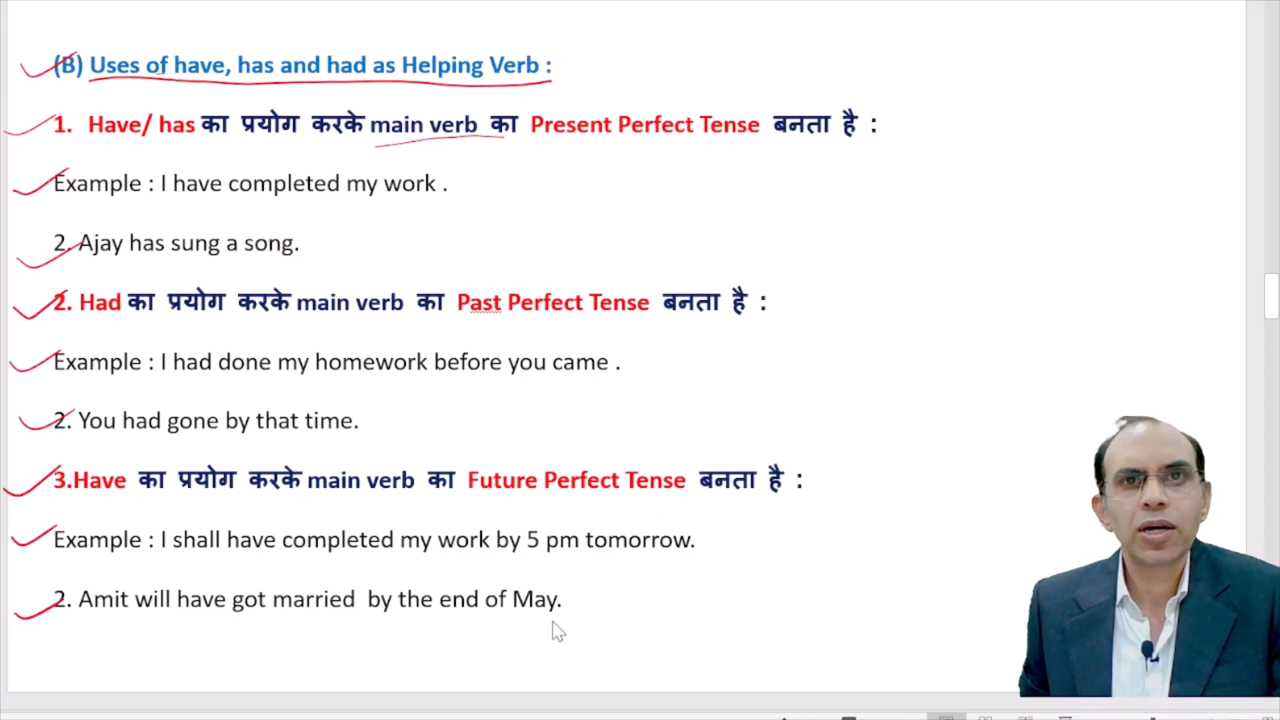 (B) Uses of have, has and had as Helping Verb :
1. Have/ has का प्रयोग करके main verb का Present Perfect Tense बनता है :
Example : I have completed my work .
2. Ajay has sung a song.
2. Had का प्रयोग करके main verb का Past Perfect Tense बनता है :
Example : I had done my homework before you came .
2. You had gone by that time.
3.Have का प्रयोग करके main verb का Future Perfect Tense बनता है :
Example : I shall have completed my work by 5 pm tomorrow.
2. Amit will have got married by the end of May.